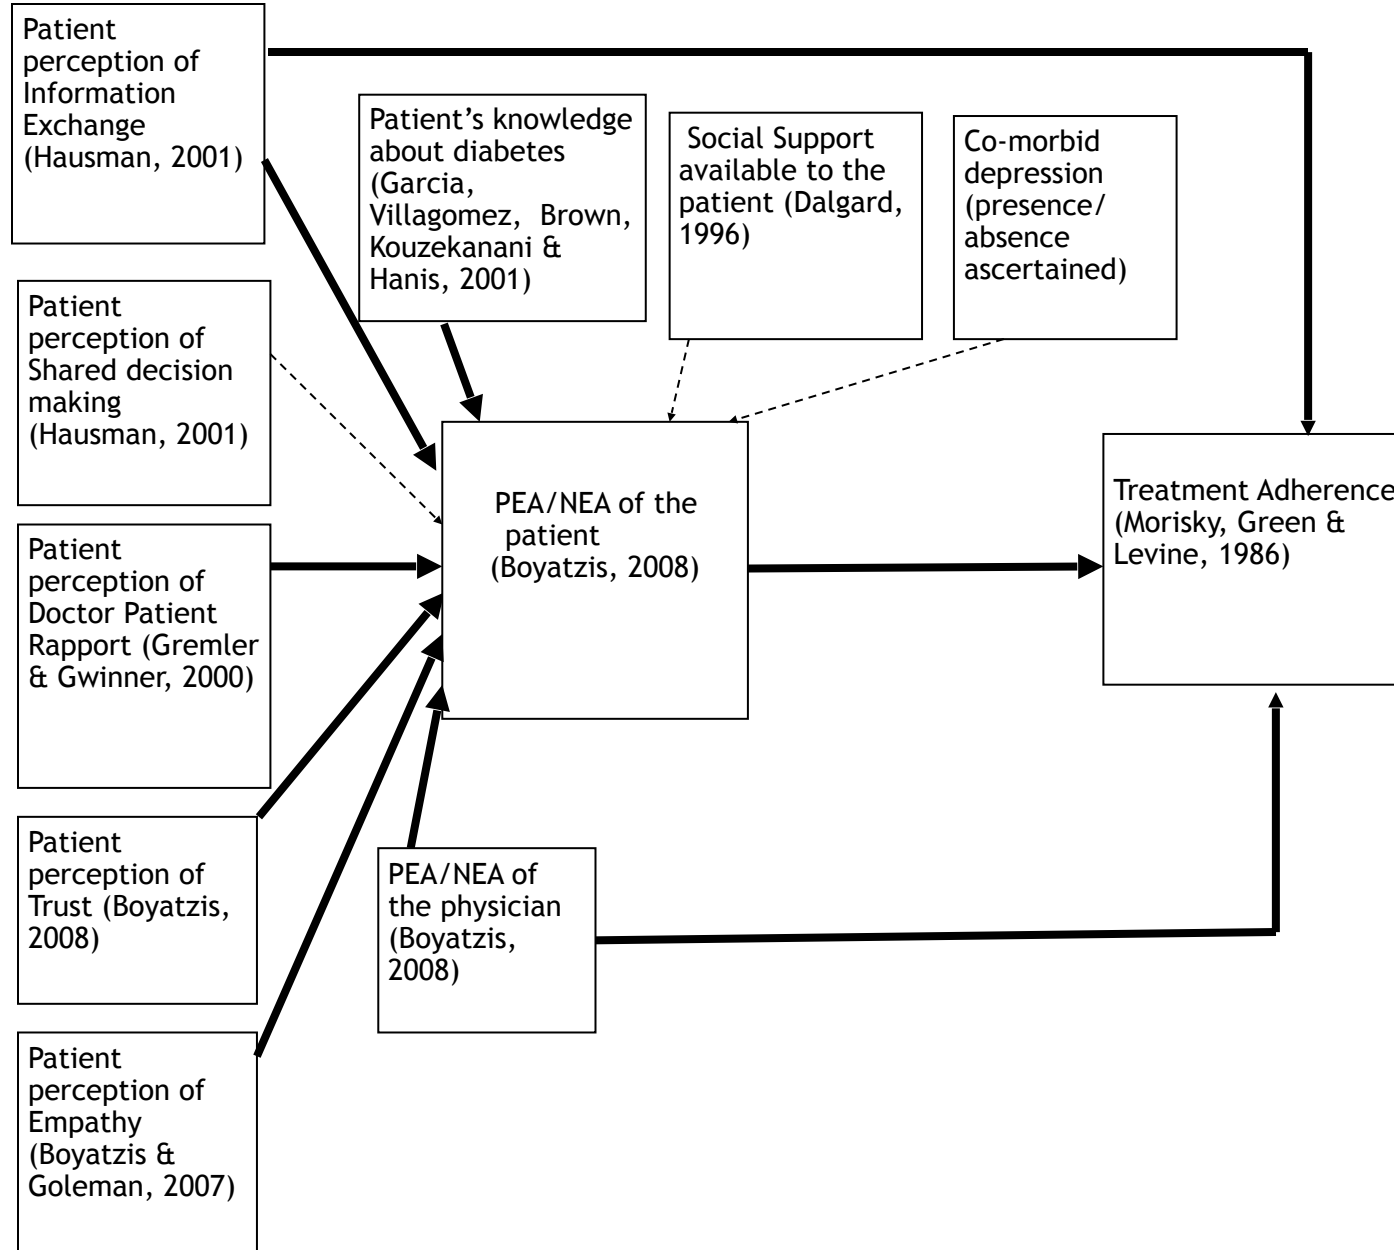 Patient
perception of
Information
Exchange
(Hausman, 2001)
Patient’s knowledge
about diabetes
(Garcia,
Villagomez, Brown,
Kouzekanani &
Hanis, 2001)
Social Support
available to the
patient (Dalgard,
1996)
Co-morbid
depression
(presence/
absence
ascertained)
Patient
perception of
Shared decision
making
(Hausman, 2001)
PEA/NEA of the
patient
(Boyatzis, 2008)
Treatment Adherence
(Morisky, Green &
Levine, 1986)
Patient
perception of
Doctor Patient
Rapport (Gremler
& Gwinner, 2000)
Patient
perception of
Trust (Boyatzis,
2008)
PEA/NEA of
the physician
(Boyatzis,
2008)
Patient
perception of
Empathy
(Boyatzis &
Goleman, 2007)